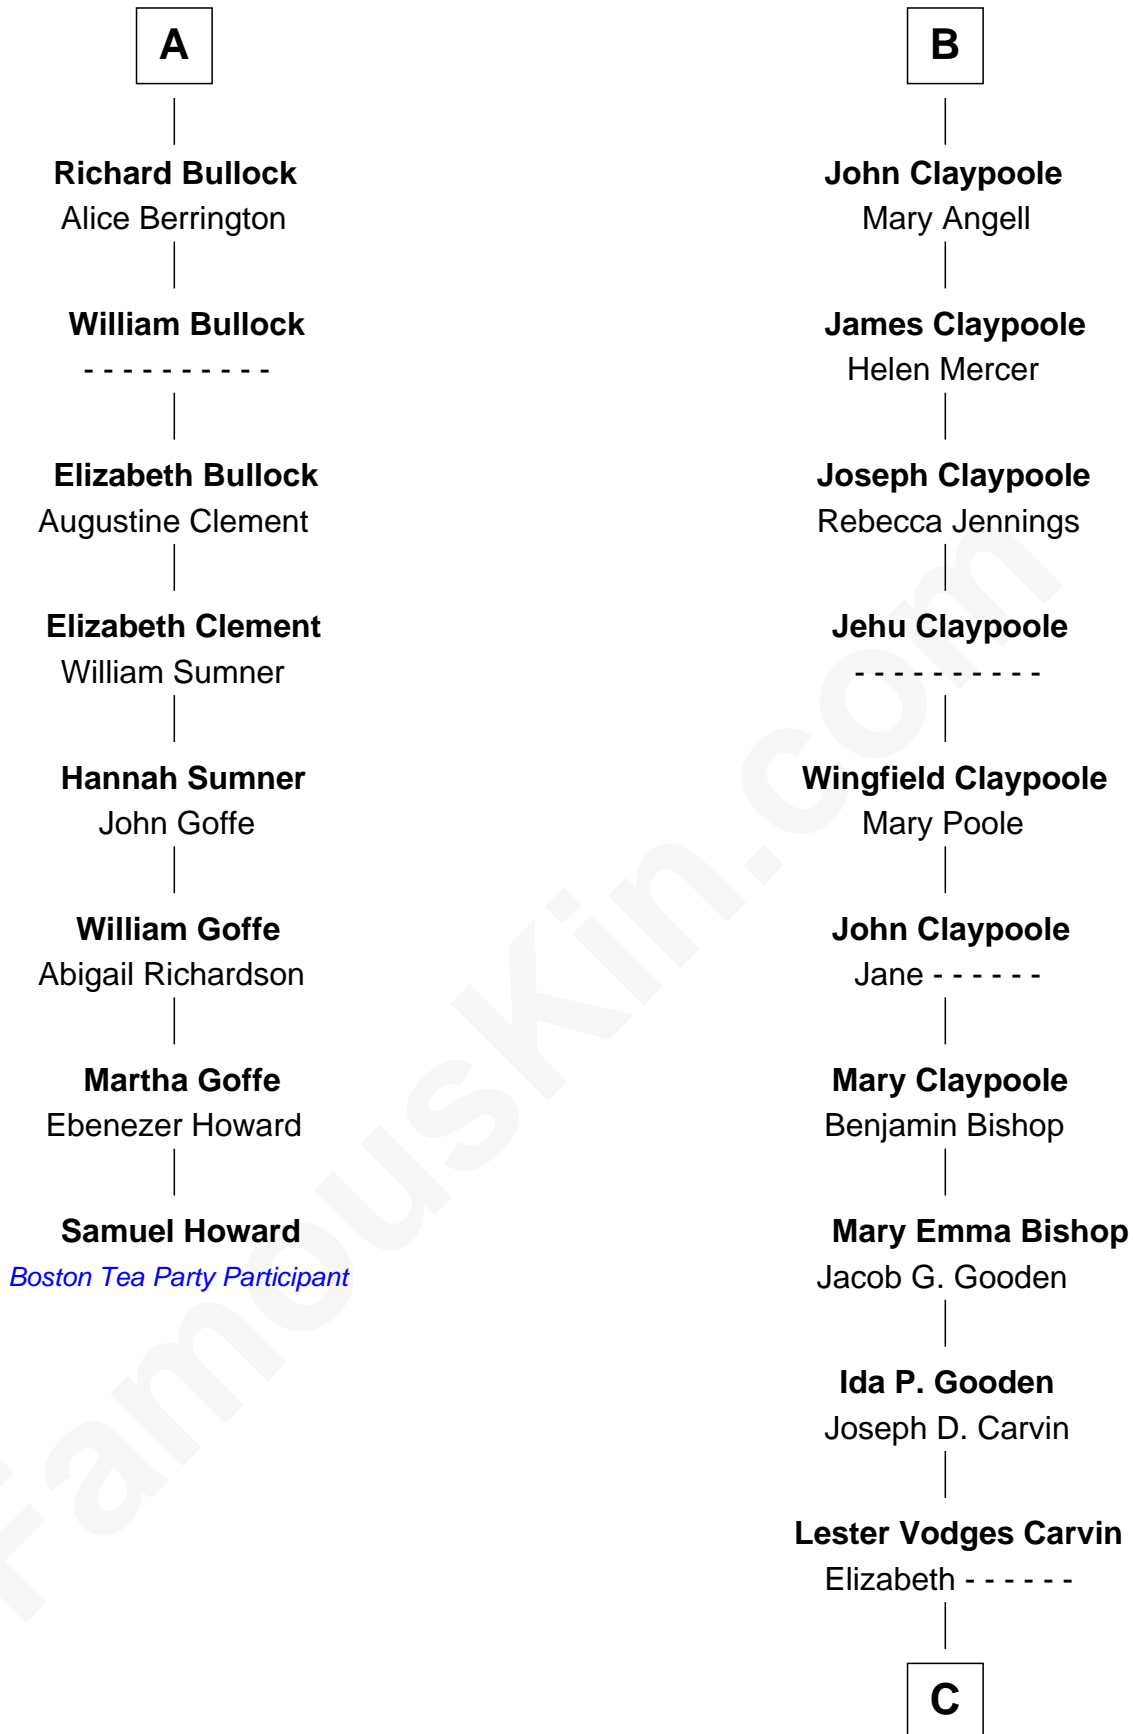 A
Richard Bullock
Alice Berrington
William Bullock
- - - - - - - - - -
Elizabeth Bullock
Augustine Clement
Elizabeth Clement
William Sumner
Hannah Sumner
John Goffe
William Goffe
Abigail Richardson
Martha Goffe
Ebenezer Howard
Samuel Howard
Boston Tea Party Participant
B
John Claypoole
Mary Angell
James Claypoole
Helen Mercer
Joseph Claypoole
Rebecca Jennings
Jehu Claypoole
- - - - - - - - - -
Wingfield Claypoole
Mary Poole
John Claypoole
Jane - - - - - -
Mary Claypoole
Benjamin Bishop
Mary Emma Bishop
Jacob G. Gooden
Ida P. Gooden
Joseph D. Carvin
Lester Vodges Carvin
Elizabeth - - - - - -
C
FamousKin.com